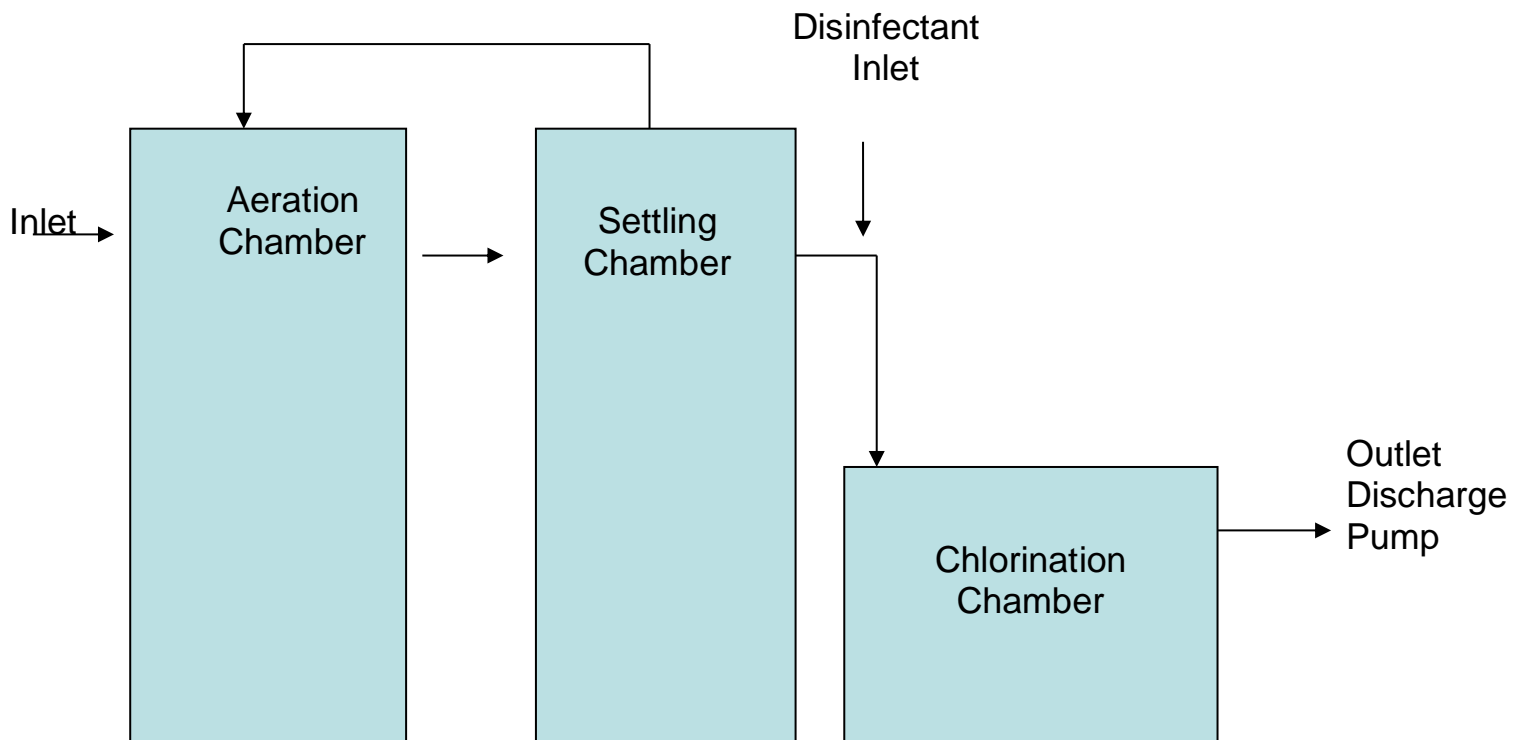 Disinfectant
Inlet
Inlet
Aeration
Chamber
Settling
Chamber
Chlorination
Chamber
Outlet
Discharge
Pump